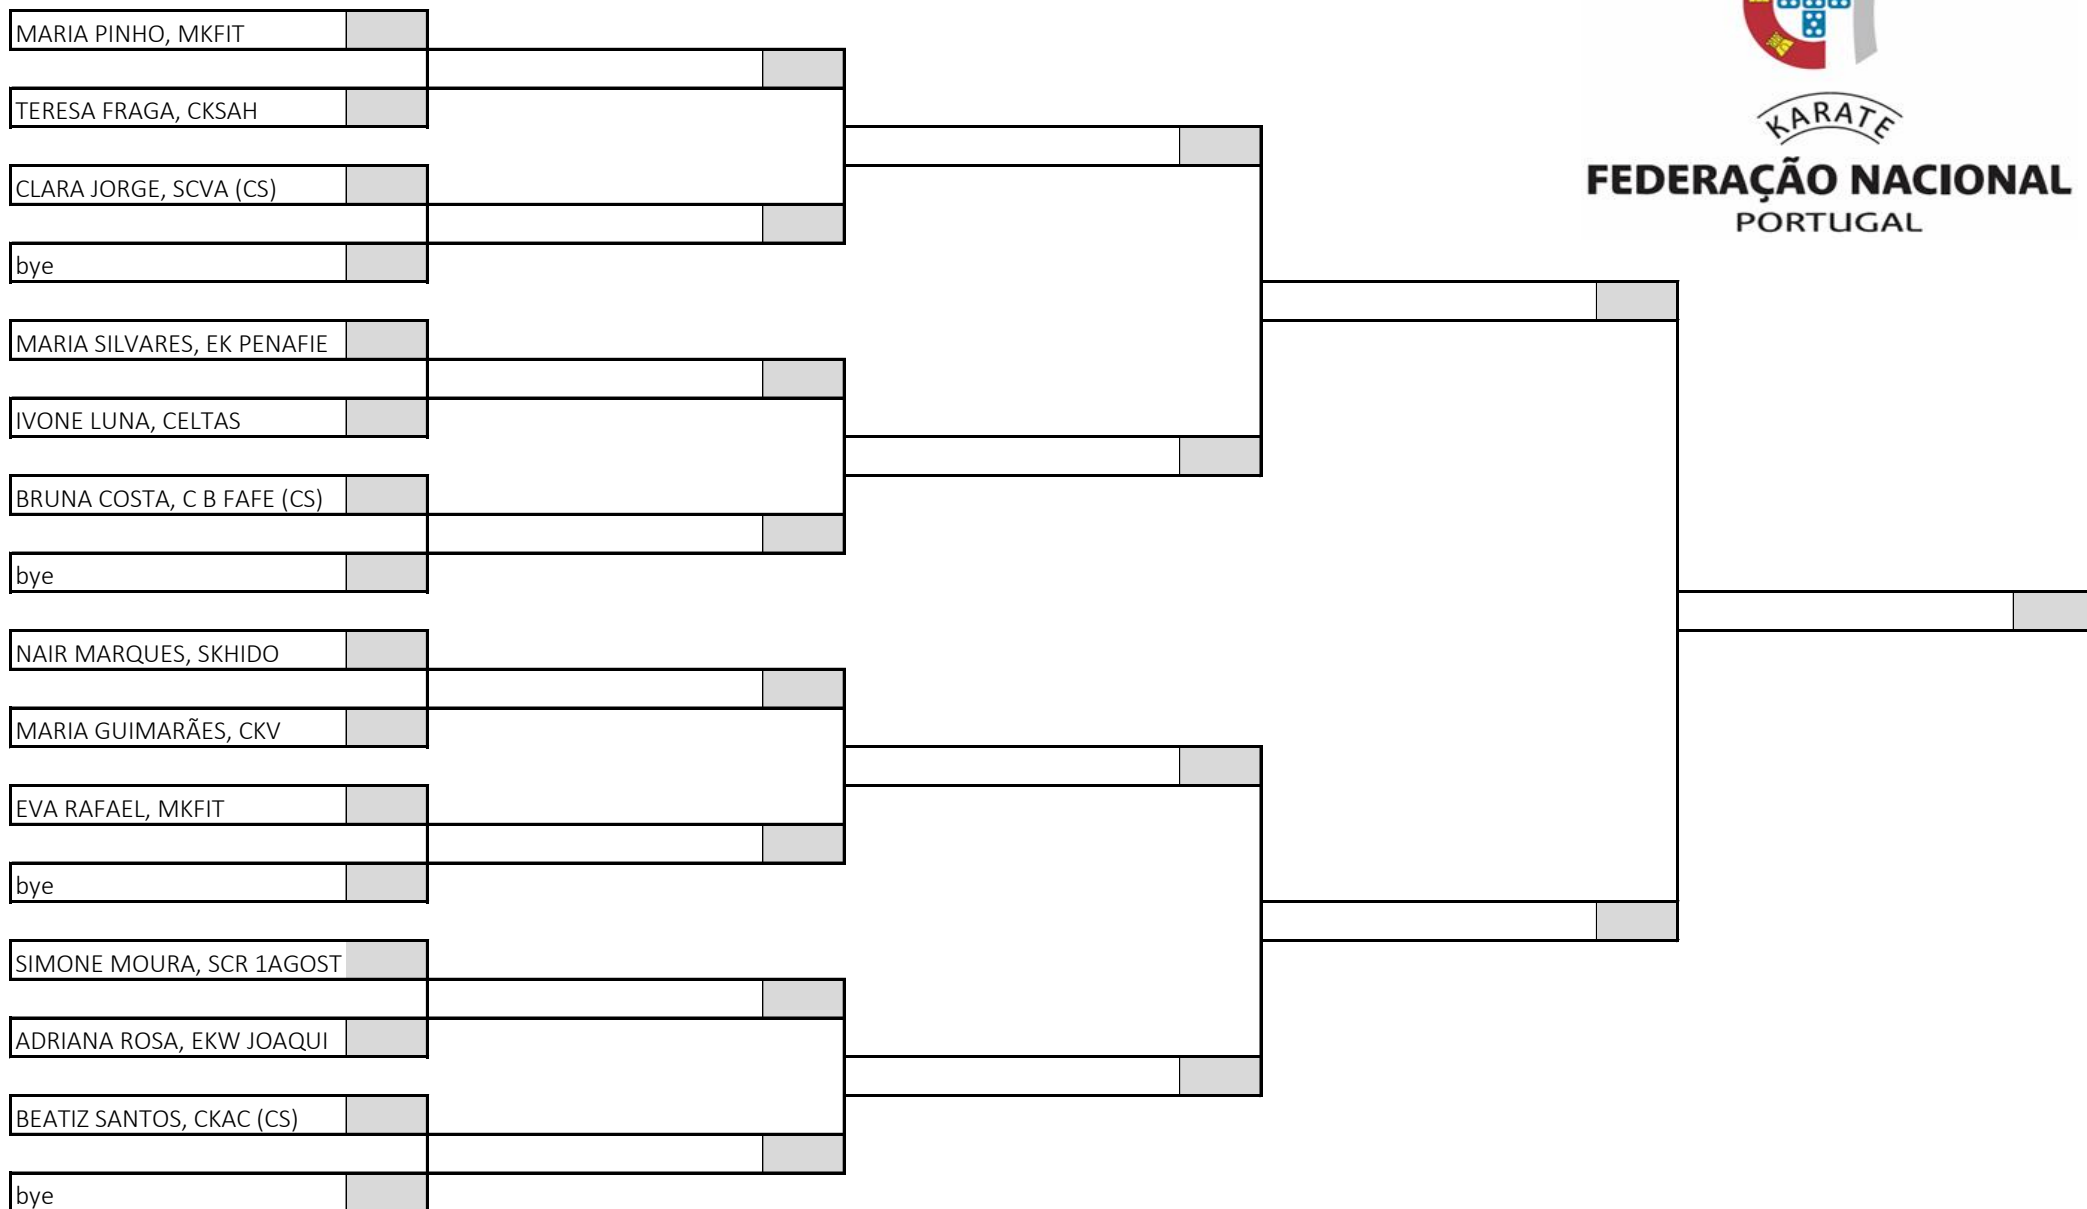 MARIA PINHO, MKFIT
TERESA FRAGA, CKSAH
KARATE
CLARA JORGE, SCVA (CS)
FEDERAÇÃO NACIONAL
PORTUGAL
bye
MARIA SILVARES, EK PENAFIE
IVONE LUNA, CELTAS
BRUNA COSTA, C B FAFE (CS)
bye
NAIR MARQUES, SKHIDO
MARIA GUIMARÃES, CKV
EVA RAFAEL, MKFIT
bye
SIMONE MOURA, SCR 1AGOST
ADRIANA ROSA, EKW JOAQUI
BEATIZ SANTOS, CKAC (CS)
bye